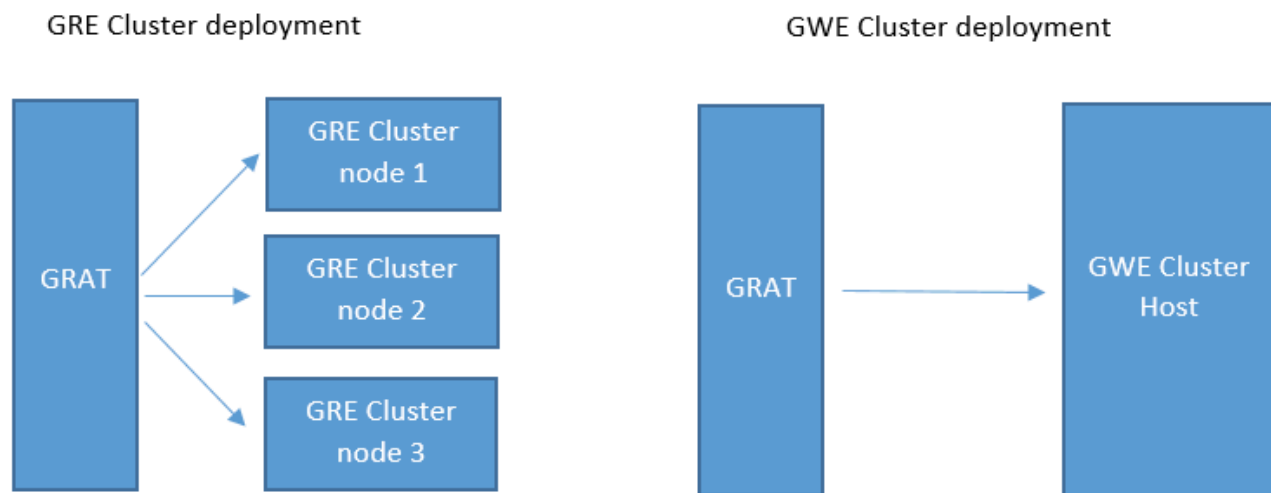 GRE Cluster deployment
GRAT
GRE Cluster
node 1
GRE Cluster
node 2
GRE Cluster
node 3
GWE Cluster deployment
GRAT
GWE Cluster
Host